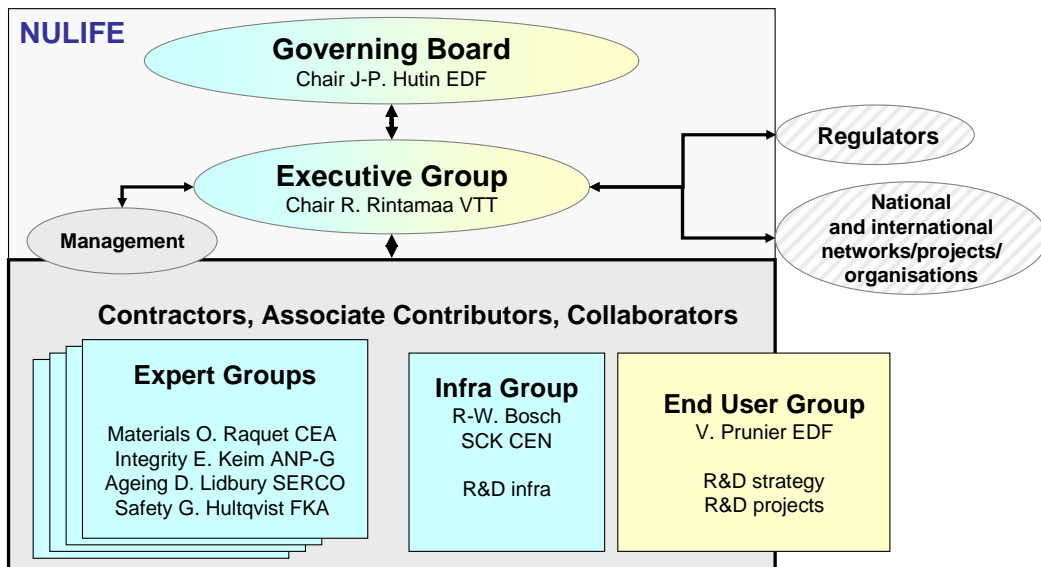 NULIFE
Governing Board
Chair J-P. Hutin EDF
Regulators
Executive Group
Chair R. Rintamaa VTT
National
and international
networks/projects/
organisations
Management
Contractors, Associate Contributors, Collaborators
Expert Groups
Materials O. Raquet CEA
Integrity E. Keim ANP-G
Ageing D. Lidbury SERCO
Safety G. Hultqvist FKA
Infra Group
R-W. Bosch
SCK CEN
R&D infra
End User Group
V. Prunier EDF
R&D strategy
R&D projects